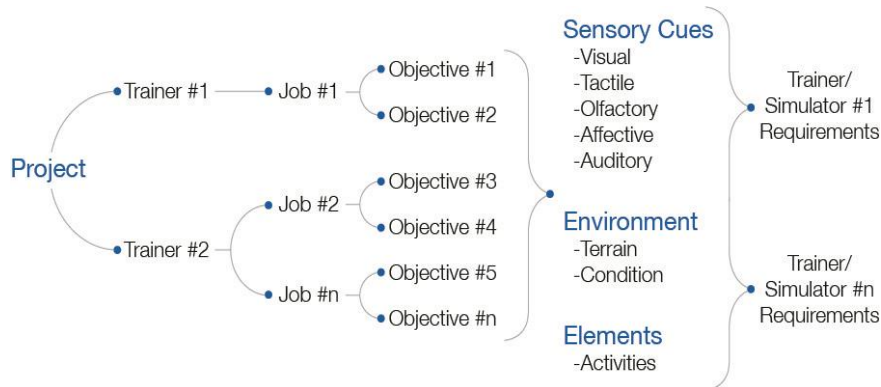 Project
Trainer #1
Trainer #2
Job #1
Job #2
Job #n
Objective #1
Objective #2
Objective #3
Objective #4
Objective #5
Objective #n
Sensory Cues
-Visual
-Tactile
-Olfactory
-Affective
-Auditory
Environment
-Terrain
-Condition
Elements
-Activities
Trainer/
Simulator #1
Requirements
Trainer/
Simulator #n
Requirements